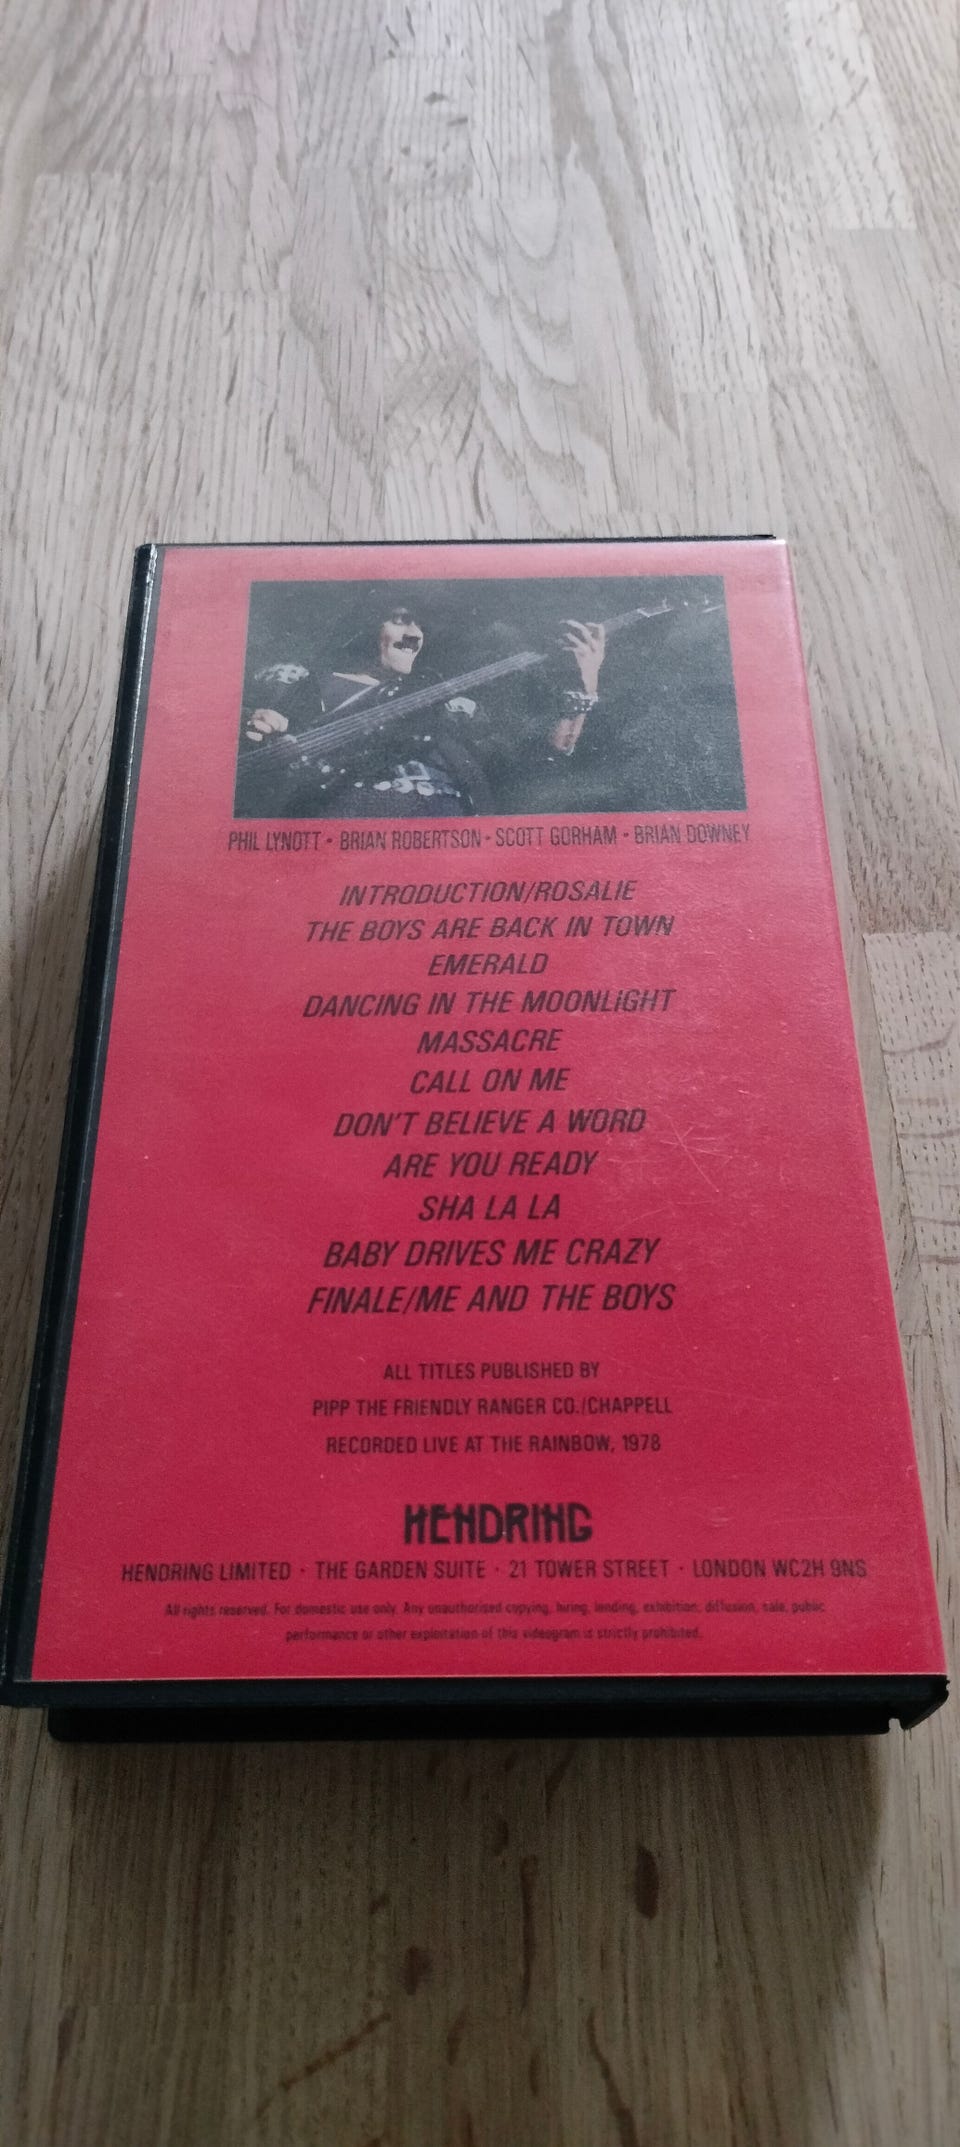 PHIL LYNOTT · BRIAN ROBERTSON · SCOTT GORHAM · BRIAN DOWNEY
INTRODUCTION/ROSALIE
THE BOYS ARE BACK IN TOWN
EMERALD
DANCING IN THE MOONLIGHT
MASSACRE
CALL ON ME
DON'T BELIEVE A WORD
ARE YOU READY
SHA LA LA
BABY DRIVES ME CRAZY
FINALE/ME AND THE BOYS
ALL TITLES PUBLISHED BY
PIPP THE FRIENDLY RANGER CO./CHAPPELL
RECORDED LIVE AT THE RAINBOW, 1978
HENDRING
HENDRING LIMITED · THE GARDEN SUITE · 21 TOWER STREET · LONDON WC2H 9NS
All rights reserved. For domestic use only. Any unauthorised copying, hiring, lending, exhibition, diffusion, sale, public
performance or other exploitation of this videogram is strictly prohibited.